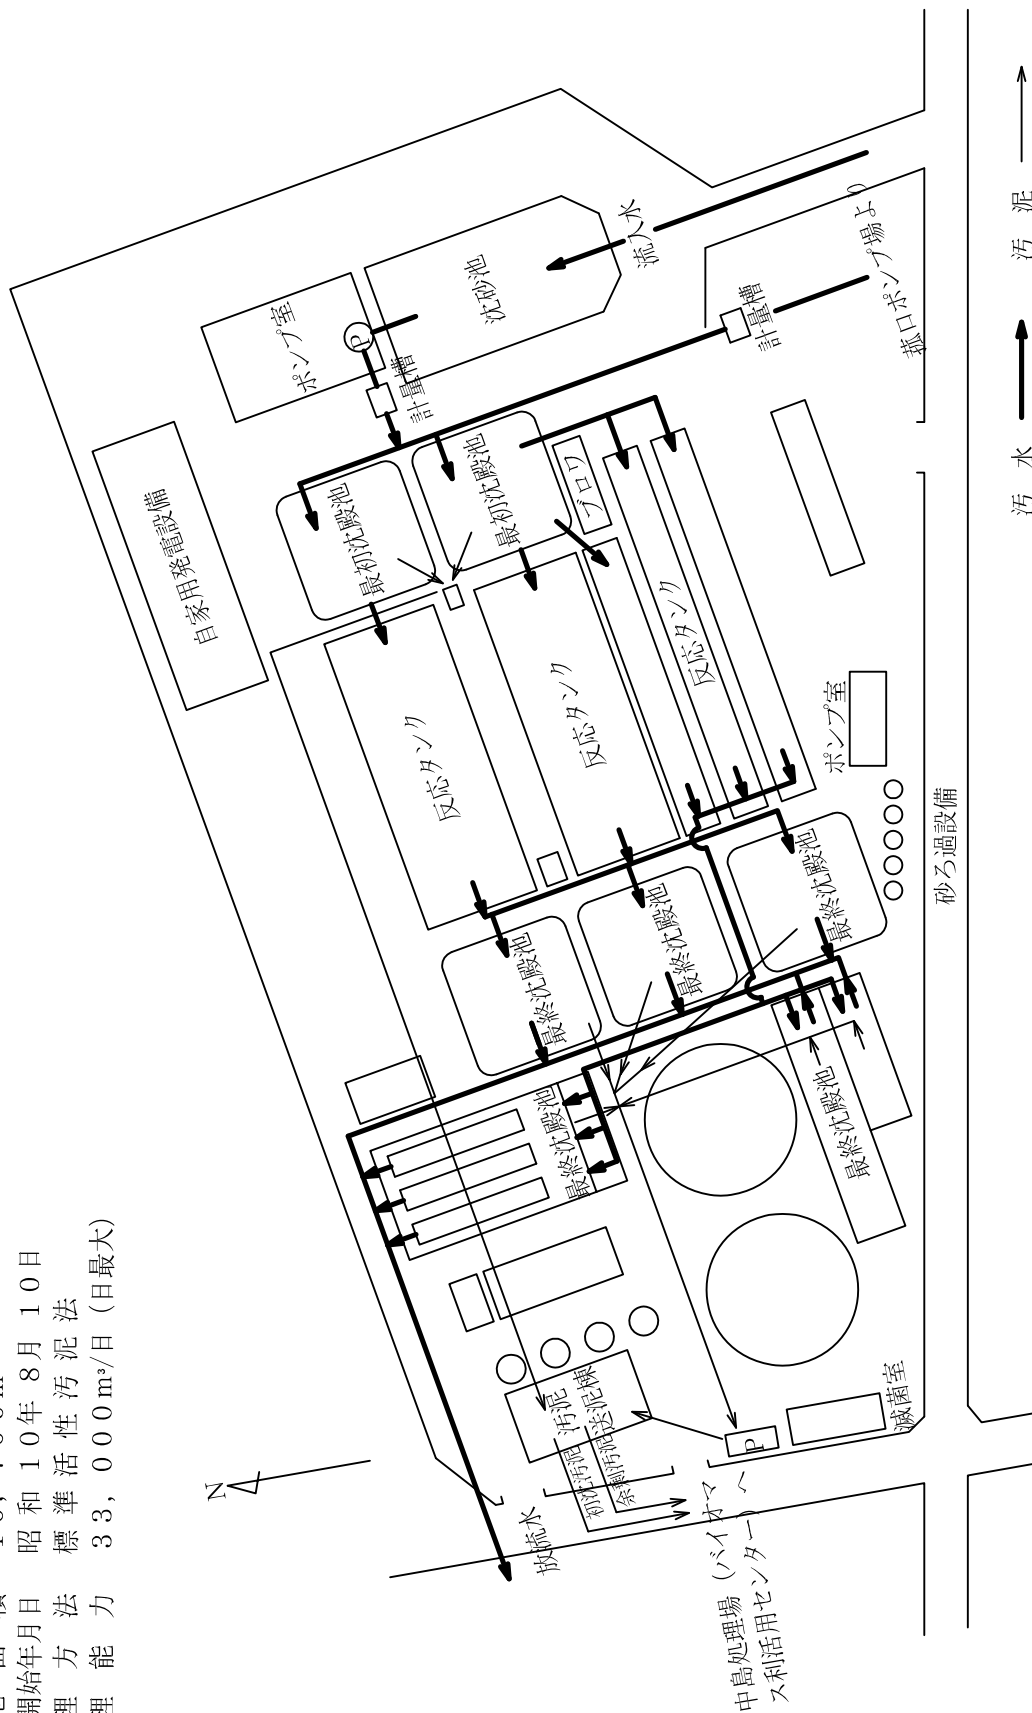 開始年月日 昭和10年8月10日
理方法 標準活性汚泥法
理能力 33,000m³/日(日最大)
N
自家用発電設備
ポンプ室
P
沈砂池
流入水
計量槽
計量槽
菰口ポンプ場より
最初沈殿池
最初沈殿池
ブロワ
反応タンク
反応タンク
反応タンク
ポンプ室
砂ろ過設備
最終沈殿池
最終沈殿池
最終沈殿池
最終沈殿池
最終沈殿池
汚泥
送泥棟
初沈汚泥
余剰汚泥
P
滅菌室
放流水
中島処理場(バイオマ
ス利活用センター)へ
汚水
汚泥